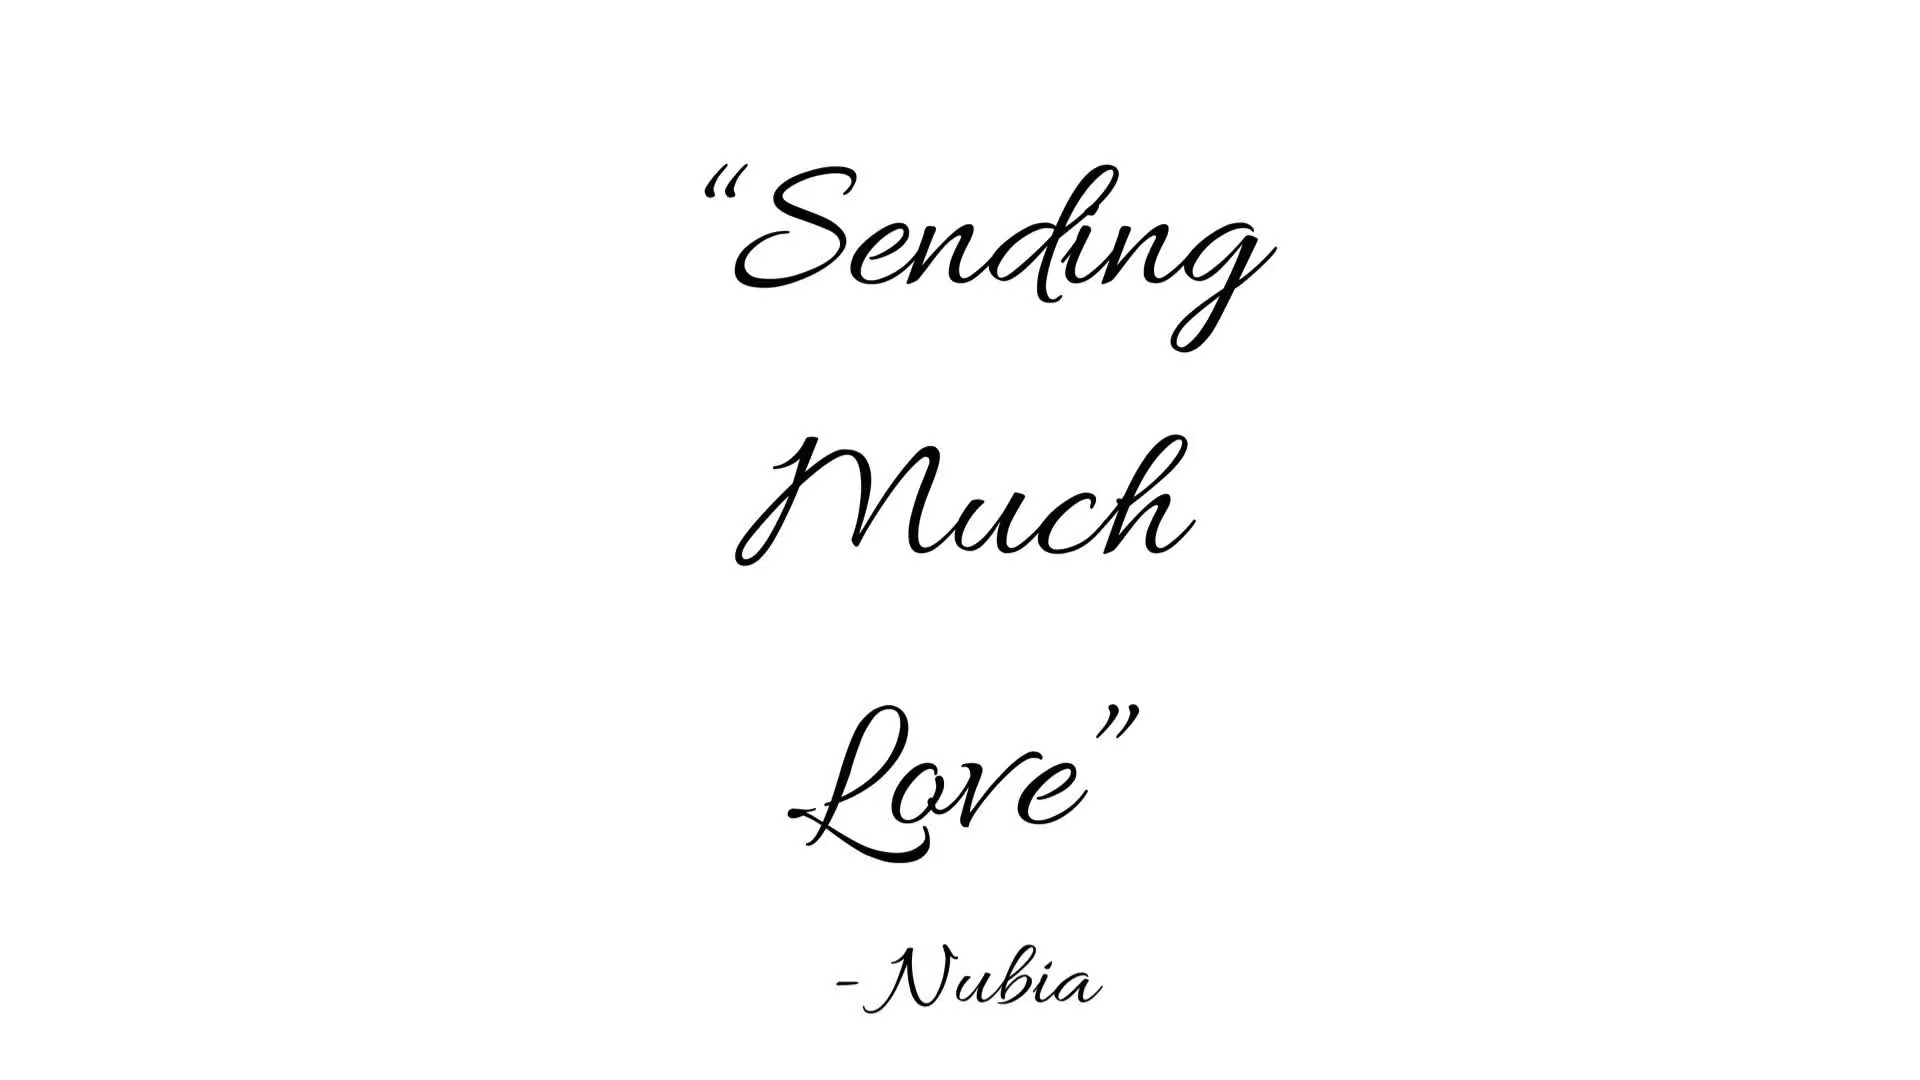 “Sending
Much
Love”
- Nubia